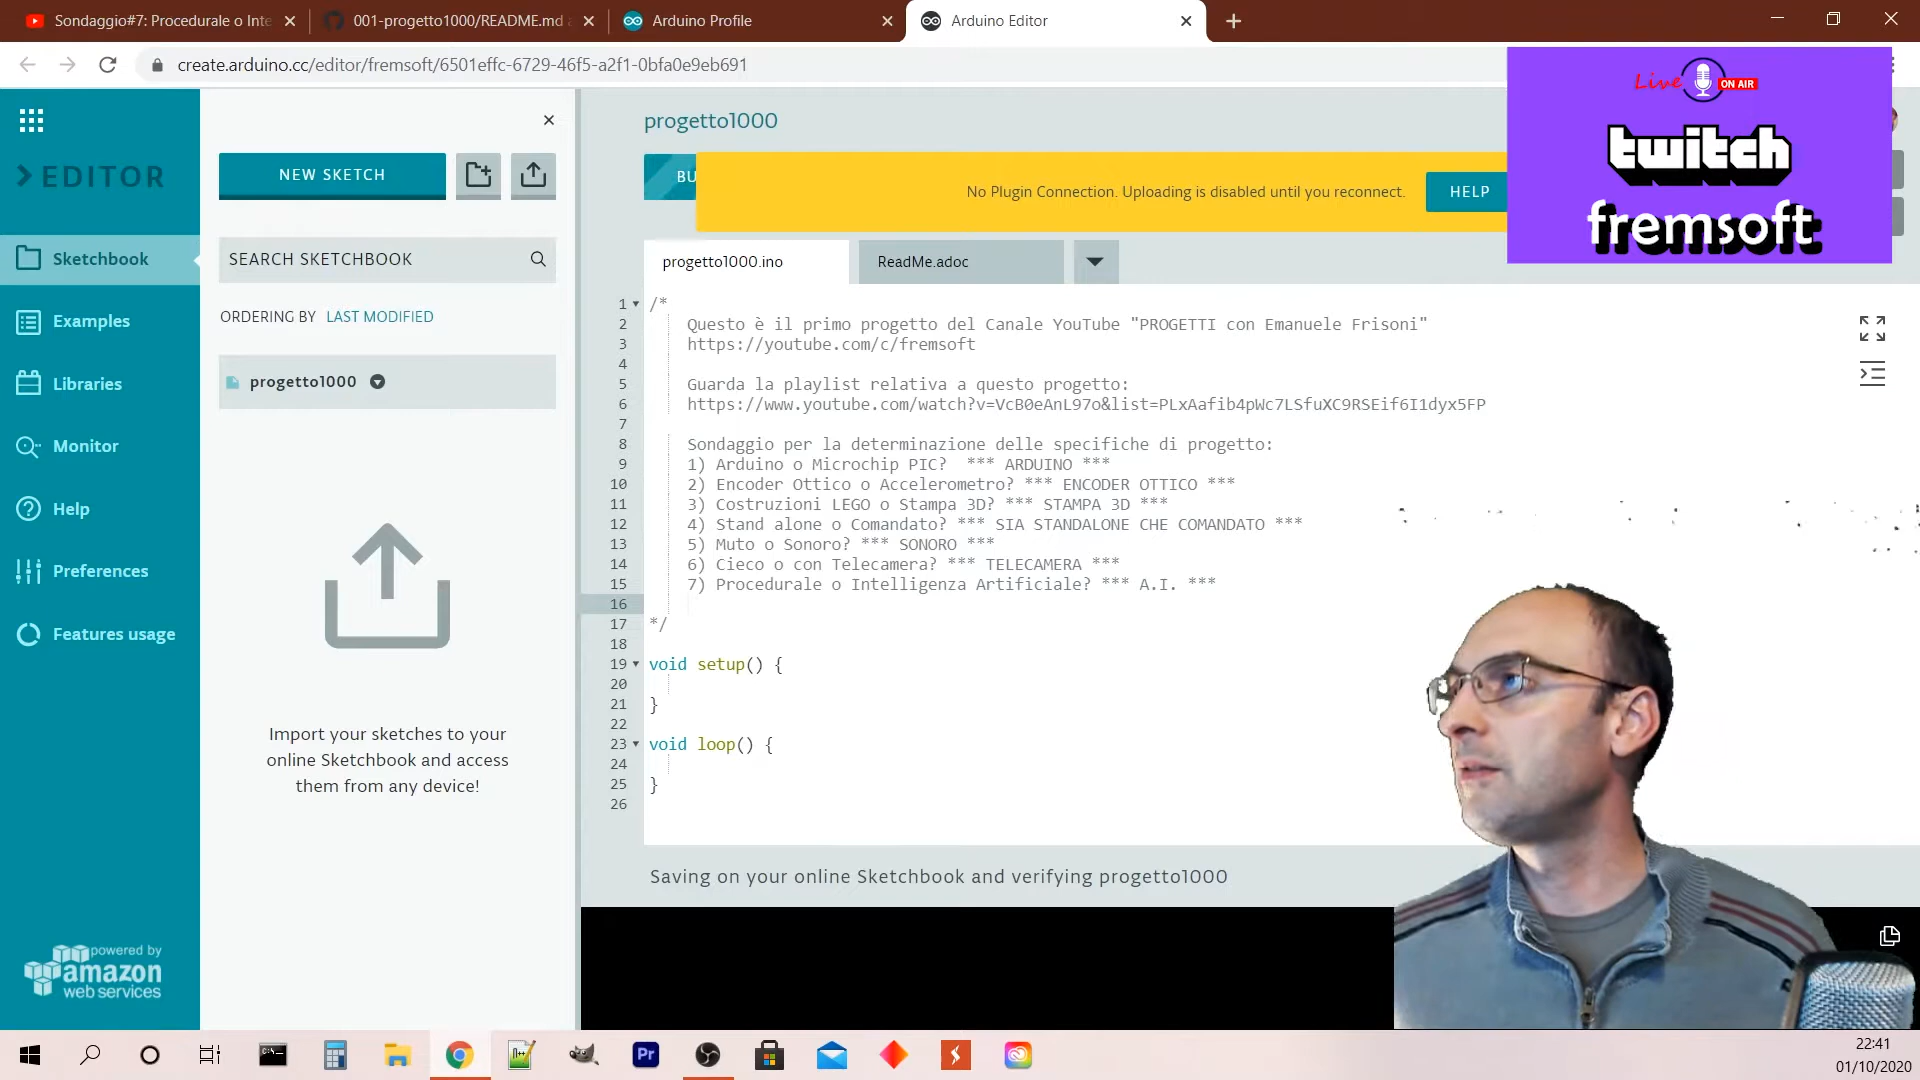 Sondaggio#7: Procedurale o Inte
001-progetto1000/README.md a
Arduino Profile
Arduino Editor
create.arduino.cc/editor/fremsoft/6501effc-6729-46f5-a2f1-0bfa0e9eb691
Live ON AIR
twitch
fremsoft
EDITOR
Sketchbook
Examples
Libraries
Monitor
Help
Preferences
Features usage
powered by
amazon
web services
NEW SKETCH
SEARCH SKETCHBOOK
ORDERING BY LAST MODIFIED
progetto1000
Import your sketches to your
online Sketchbook and access
them from any device!
progetto1000
BU
No Plugin Connection. Uploading is disabled until you reconnect.
HELP
progetto1000.ino
ReadMe.adoc
1 /*
2 Questo è il primo progetto del Canale YouTube "PROGETTI con Emanuele Frisoni"
3 https://youtube.com/c/fremsoft
4
5 Guarda la playlist relativa a questo progetto:
6 https://www.youtube.com/watch?v=VcB0eAnL97o&list=PLxAafib4pWc7LSfuXC9RSEif6I1dyx5FP
7
8 Sondaggio per la determinazione delle specifiche di progetto:
9 1) Arduino o Microchip PIC? *** ARDUINO ***
10 2) Encoder Ottico o Accelerometro? *** ENCODER OTTICO ***
11 3) Costruzioni LEGO o Stampa 3D? *** STAMPA 3D ***
12 4) Stand alone o Comandato? *** SIA STANDALONE CHE COMANDATO ***
13 5) Muto o Sonoro? *** SONORO ***
14 6) Cieco o con Telecamera? *** TELECAMERA ***
15 7) Procedurale o Intelligenza Artificiale? *** A.I. ***
16
17 */
18
19 void setup() {
20
21 }
22
23 void loop() {
24
25 }
26
Saving on your online Sketchbook and verifying progetto1000
Pr
22:41
01/10/2020